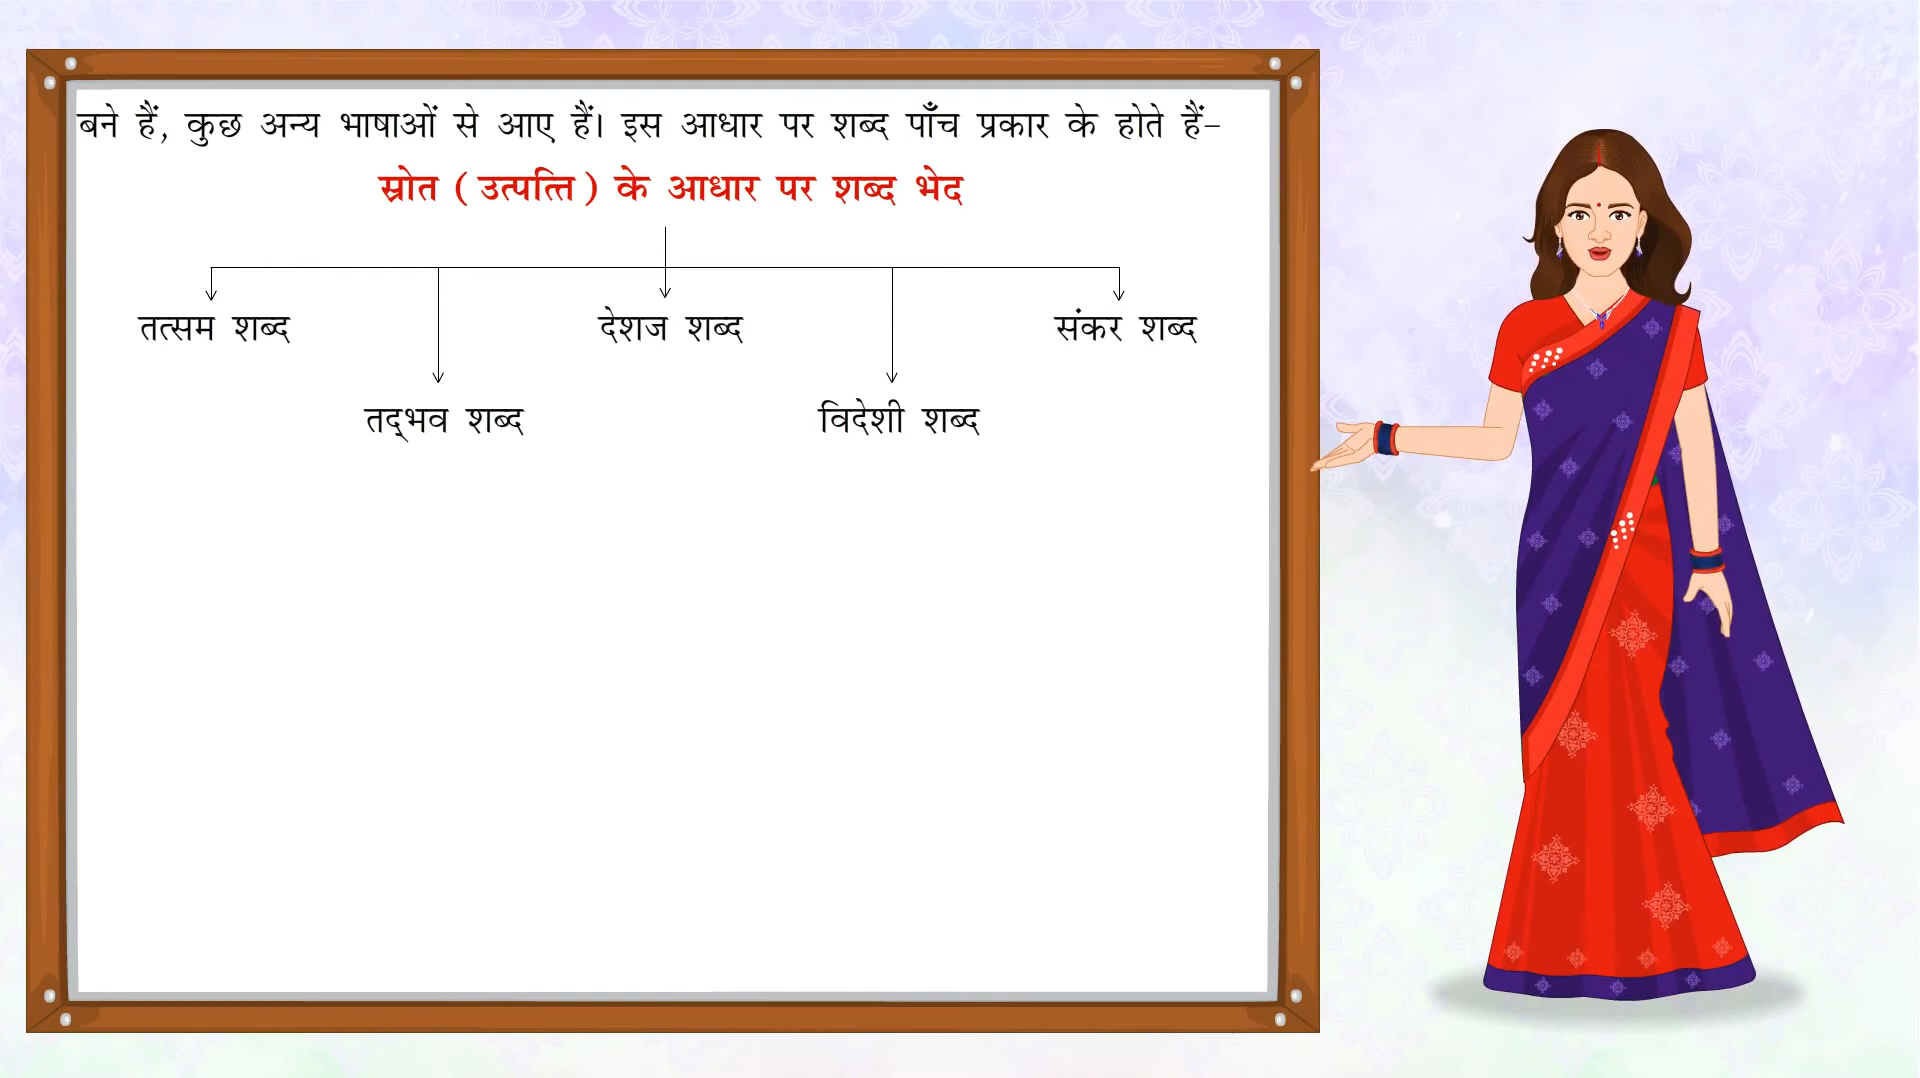 बने हैं, कुछ अन्य भाषाओं से आए हैं। इस आधार पर शब्द पाँच प्रकार के होते हैं–
स्रोत (उत्पत्ति) के आधार पर शब्द भेद
तत्सम शब्द देशज शब्द संकर शब्द
तद्‌भव शब्द विदेशी शब्द